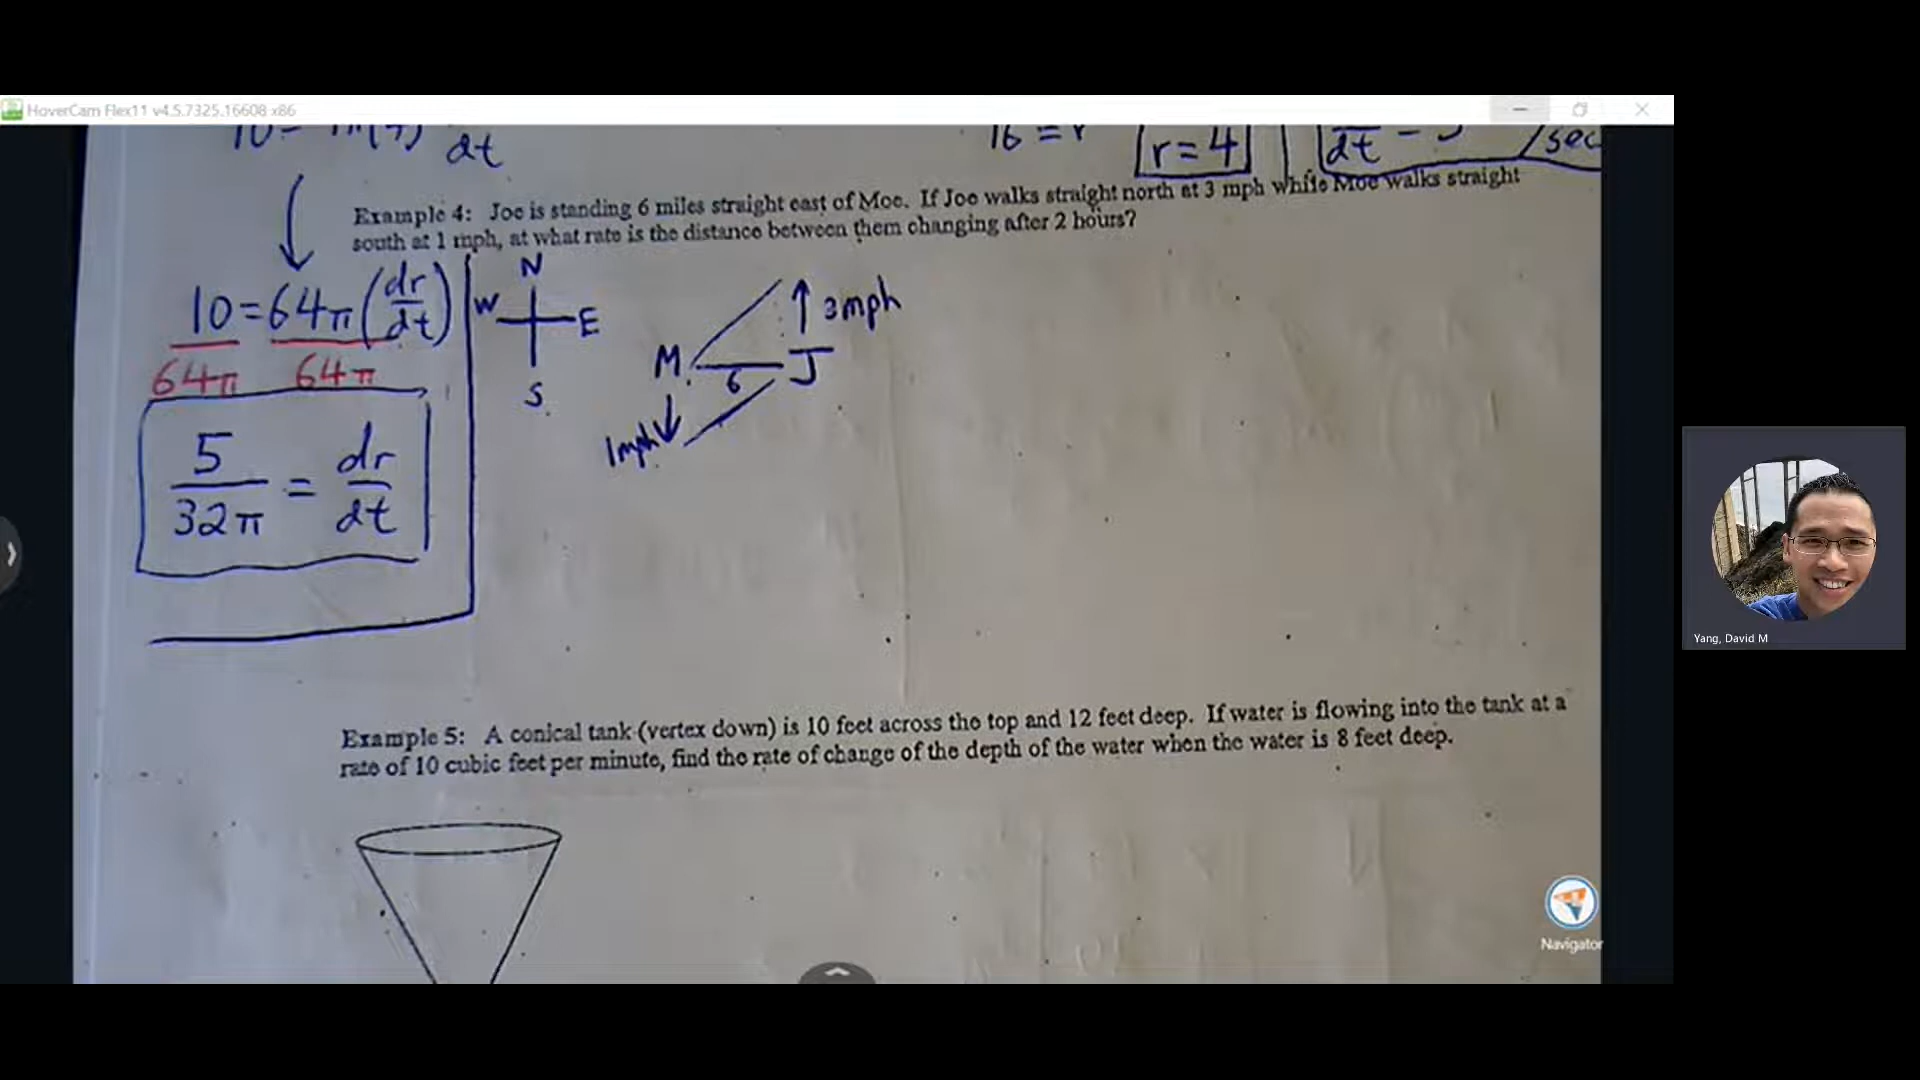 HoverCam Flex11 v4.5.7325.16608 x86
dt
16 = r
r = 4
dt
/sec
Example 4: Joe is standing 6 miles straight east of Moe. If Joe walks straight north at 3 mph while Moe walks straight
south at 1 mph, at what rate is the distance between them changing after 2 hours?
10 = 64π (dr/dt)
64π 64π
5/32π = dr/dt
N
W E
S
M J
3mph
6
1mph
Example 5: A conical tank (vertex down) is 10 feet across the top and 12 feet deep. If water is flowing into the tank at a
rate of 10 cubic feet per minute, find the rate of change of the depth of the water when the water is 8 feet deep.
Navigator
Yang, David M